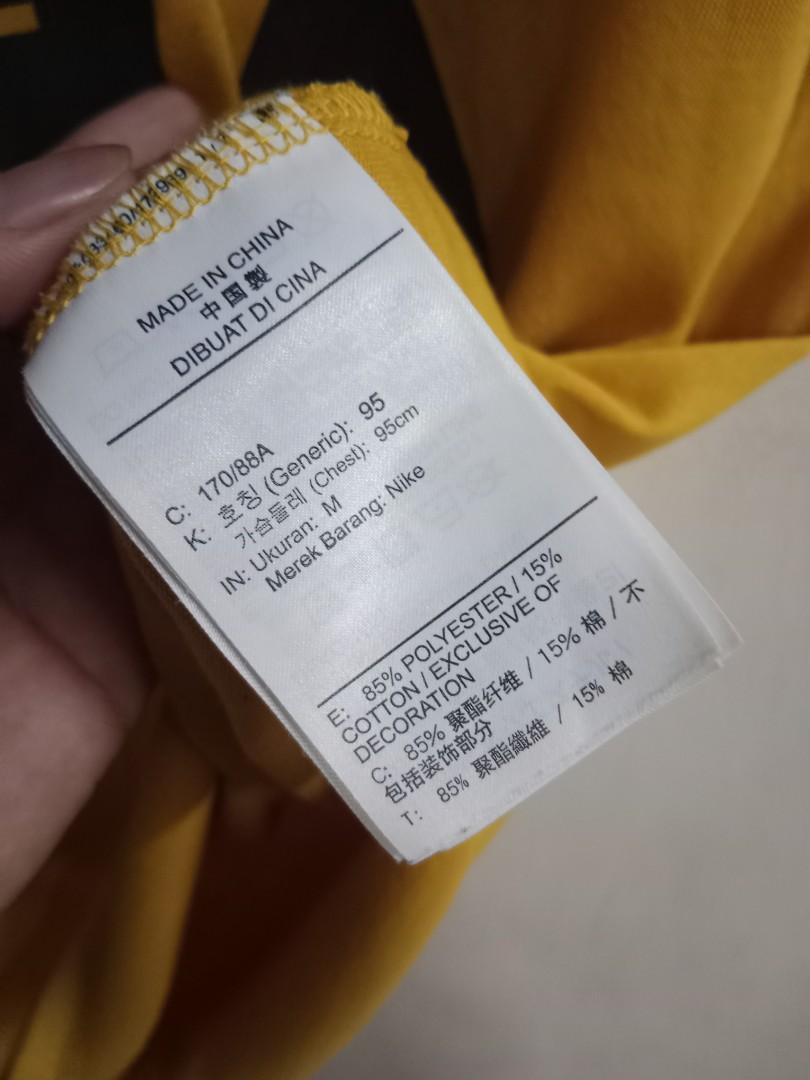 MADE IN CHINA
中国製
DIBUAT DI CINA
C: 170/88A
K: 호칭 (Generic): 95
가슴둘레 (Chest): 95cm
IN: Ukuran: M
Merek Barang: Nike
E: 85% POLYESTER / 15%
COTTON / EXCLUSIVE OF
DECORATION
C: 85% 聚酯纤维 / 15% 棉 / 不
包括装饰部分
T: 85% 聚酯纖維 / 15% 棉